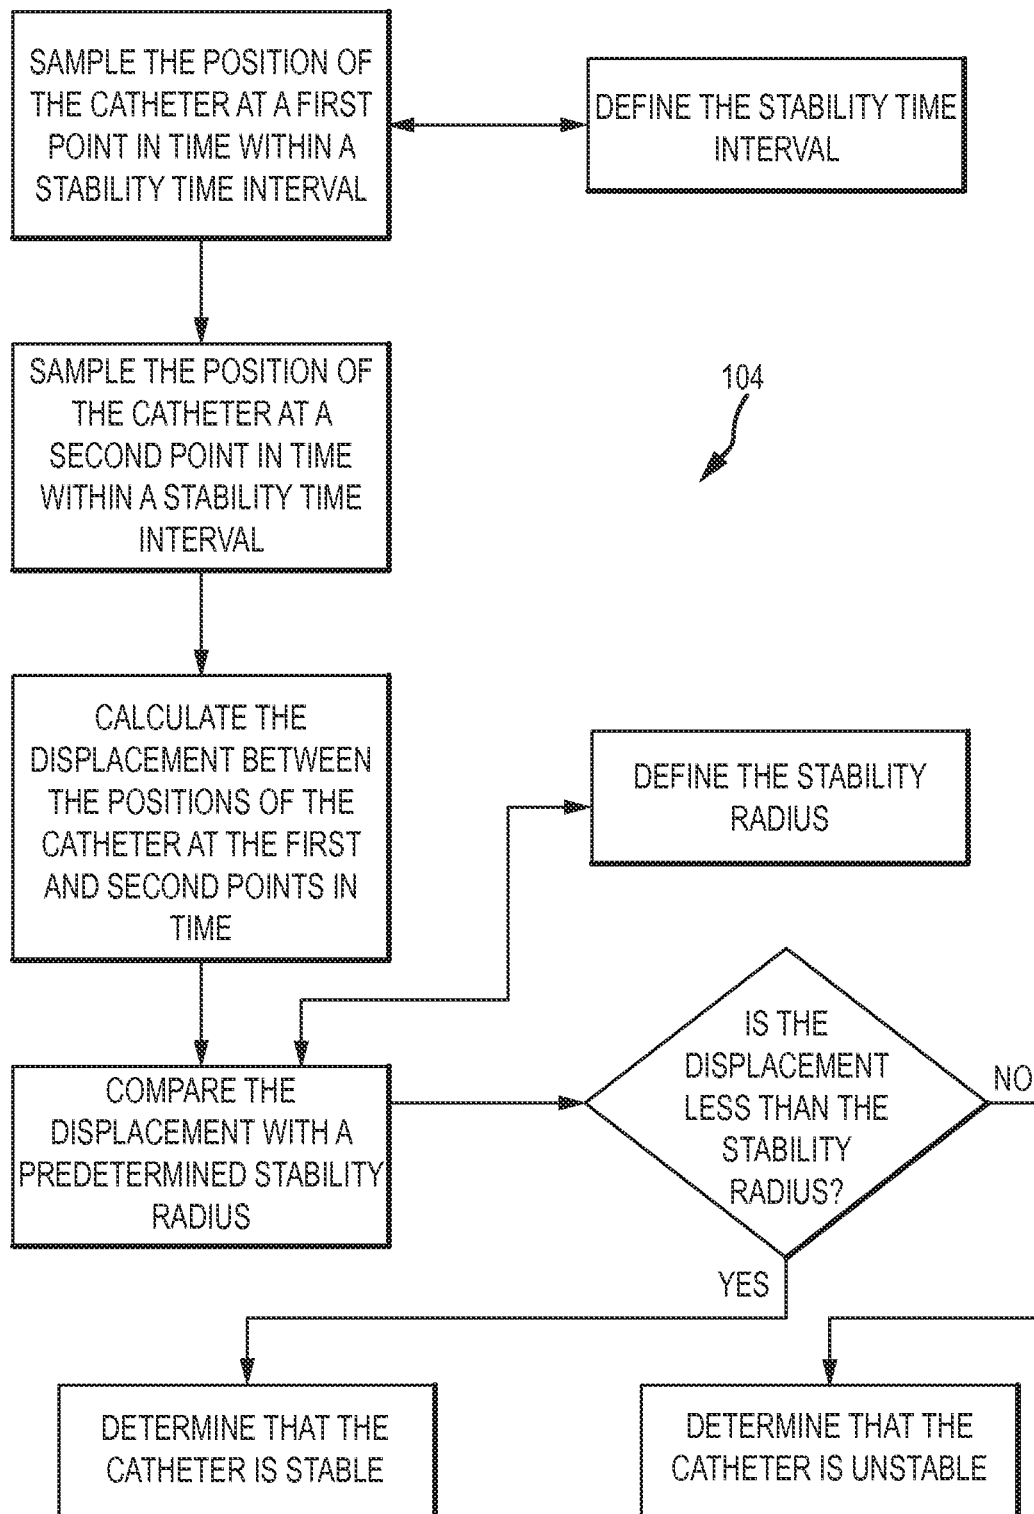 SAMPLE THE POSITION OF
THE CATHETER AT A FIRST
POINT IN TIME WITHIN A
STABILITY TIME INTERVAL
DEFINE THE STABILITY TIME
INTERVAL
SAMPLE THE POSITION OF
THE CATHETER AT A
SECOND POINT IN TIME
WITHIN A STABILITY TIME
INTERVAL
104
CALCULATE THE
DISPLACEMENT BETWEEN
THE POSITIONS OF THE
CATHETER AT THE FIRST
AND SECOND POINTS IN
TIME
DEFINE THE STABILITY
RADIUS
COMPARE THE
DISPLACEMENT WITH A
PREDETERMINED STABILITY
RADIUS
IS THE
DISPLACEMENT
LESS THAN THE
STABILITY
RADIUS?
NO
YES
DETERMINE THAT THE
CATHETER IS STABLE
DETERMINE THAT THE
CATHETER IS UNSTABLE